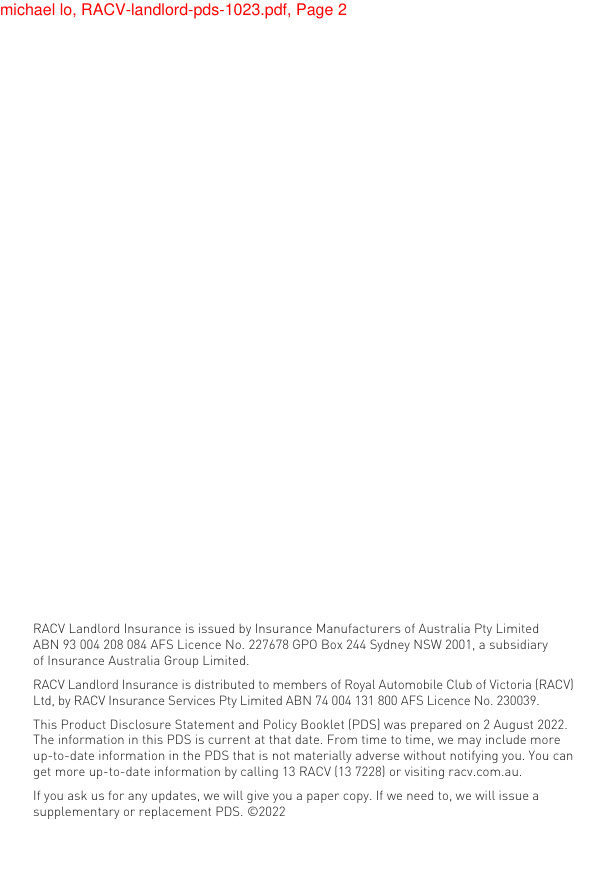 michael lo, RACV-landlord-pds-1023.pdf, Page 2
RACV Landlord Insurance is issued by Insurance Manufacturers of Australia Pty Limited
ABN 93 004 208 084 AFS Licence No. 227678 GPO Box 244 Sydney NSW 2001, a subsidiary
of Insurance Australia Group Limited.
RACV Landlord Insurance is distributed to members of Royal Automobile Club of Victoria (RACV)
Ltd, by RACV Insurance Services Pty Limited ABN 74 004 131 800 AFS Licence No. 230039.
This Product Disclosure Statement and Policy Booklet (PDS) was prepared on 2 August 2022.
The information in this PDS is current at that date. From time to time, we may include more
up-to-date information in the PDS that is not materially adverse without notifying you. You can
get more up-to-date information by calling 13 RACV (13 7228) or visiting racv.com.au.
If you ask us for any updates, we will give you a paper copy. If we need to, we will issue a
supplementary or replacement PDS. ©2022